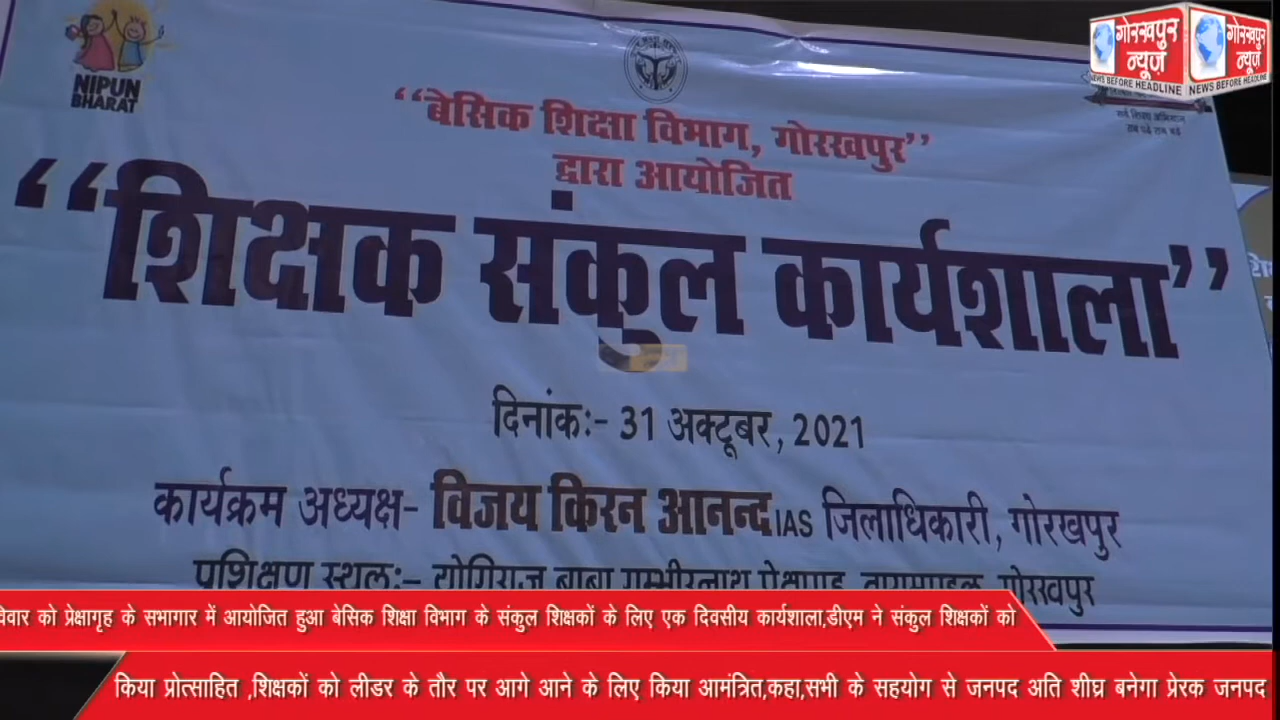 NIPUN
BHARAT
गोरखपुर
न्यूज़
NEWS BEFORE HEADLINE
गोरखपुर
न्यूज़
NEWS BEFORE HEADLINE
“बेसिक शिक्षा विभाग, गोरखपुर”
द्वारा आयोजित
“शिक्षक संकुल कार्यशाला”
दिनांकः- 31 अक्टूबर, 2021
कार्यक्रम अध्यक्ष- विजय किरन आनन्द IAS जिलाधिकारी, गोरखपुर
प्रशिक्षण स्थलः- योगिराज बाबा गम्भीरनाथ प्रेक्षागृह, तारामण्डल, गोरखपुर
विवार को प्रेक्षागृह के सभागार में आयोजित हुआ बेसिक शिक्षा विभाग के संकुल शिक्षकों के लिए एक दिवसीय कार्यशाला,डीएम ने संकुल शिक्षकों को
किया प्रोत्साहित ,शिक्षकों को लीडर के तौर पर आगे आने के लिए किया आमंत्रित,कहा,सभी के सहयोग से जनपद अति शीघ्र बनेगा प्रेरक जनपद